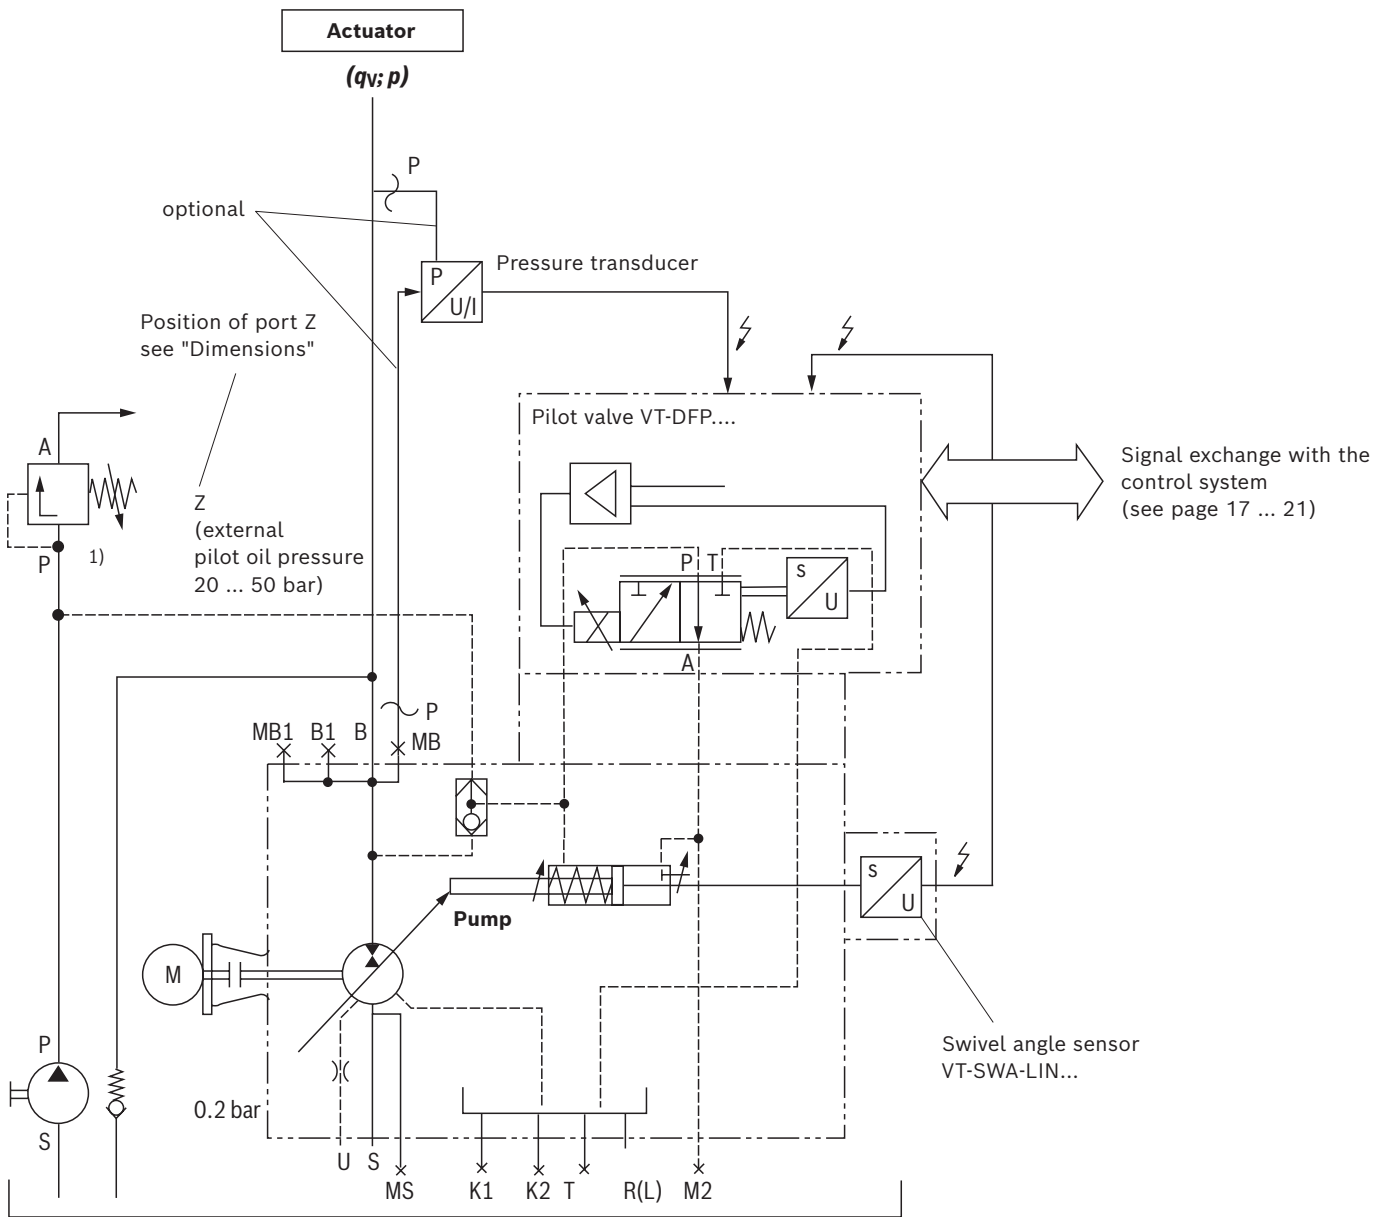 Actuator
(qV; p)
P
optional
P
U/I
Pressure transducer
Position of port Z
see "Dimensions"
Pilot valve VT-DFP....
A
Signal exchange with the
control system
(see page 17 ... 21)
Z
(external
pilot oil pressure
20 ... 50 bar)
P
1)
P T
s
U
A
P
MB1 B1 B MB
s
U
Pump
M
P
Swivel angle sensor
VT-SWA-LIN...
0.2 bar
S
U S
MS K1 K2 T R(L) M2